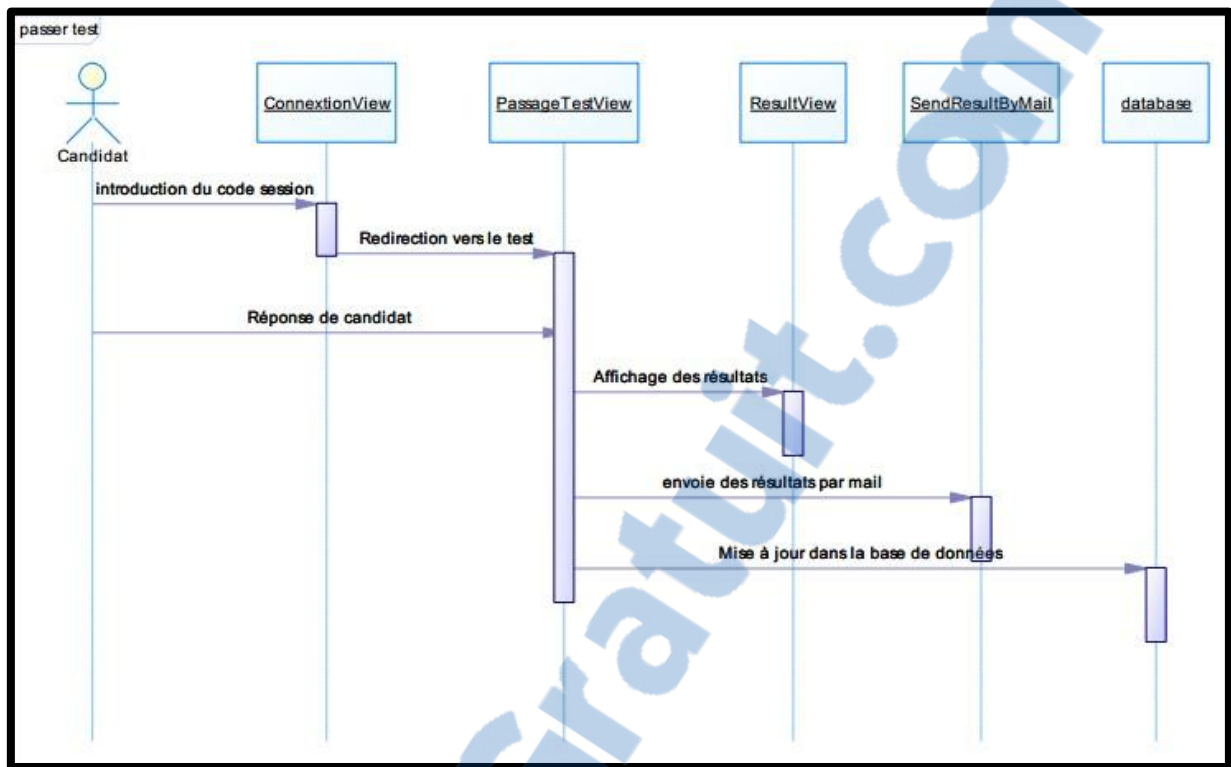 passer test
Candidat
ConnextionView
PassageTestView
ResultView
SendResultByMail
database
introduction du code session
Redirection vers le test
Réponse de candidat
Affichage des résultats
envoie des résultats par mail
Mise à jour dans la base de données
Gratuit.com